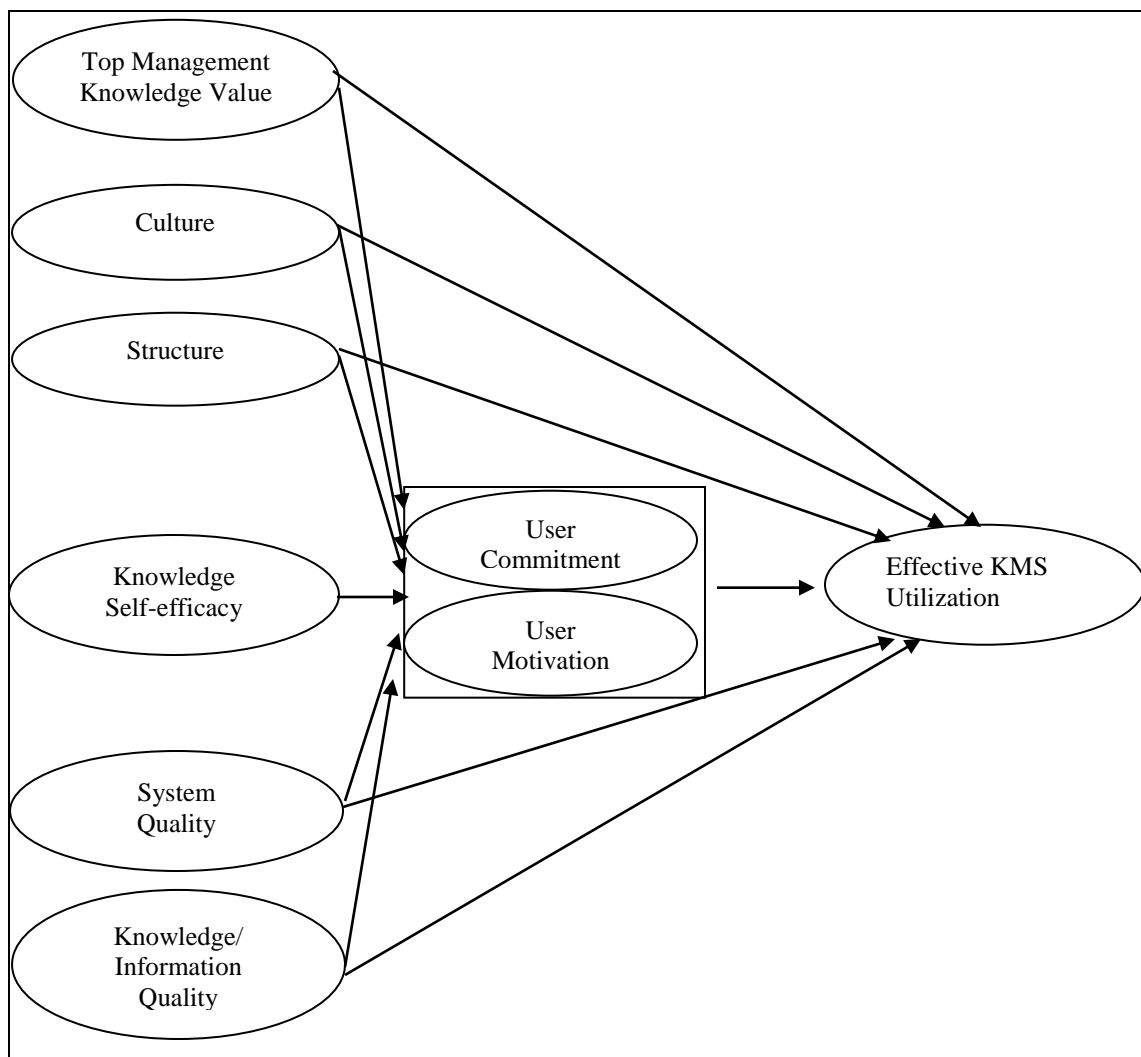 Top Management
Knowledge Value
Culture
Structure
Knowledge
Self-efficacy
User
Commitment
User
Motivation
Effective KMS
Utilization
System
Quality
Knowledge/
Information
Quality